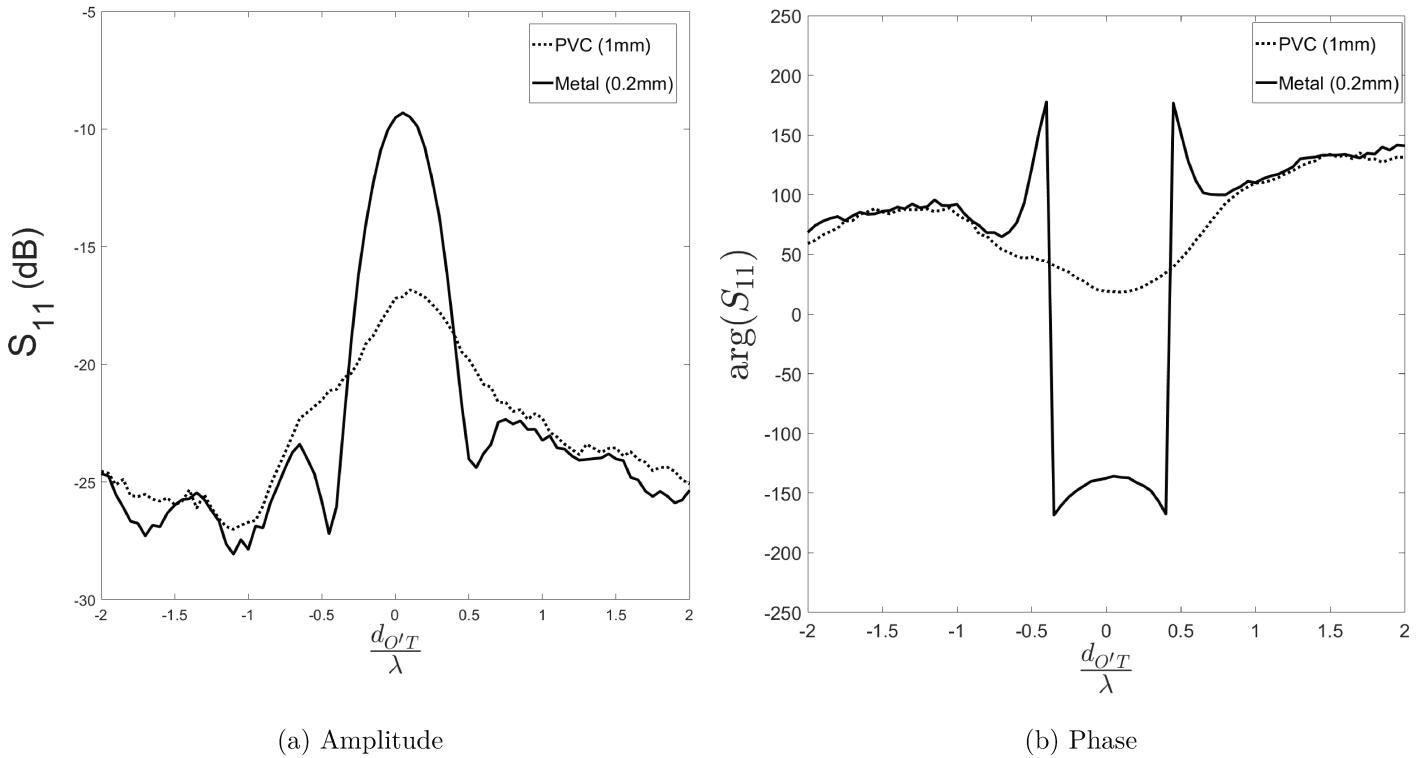 -5
-10
-15
-20
-25
-30
S11 (dB)
PVC (1mm)
Metal (0.2mm)
-2 -1.5 -1 -0.5 0 0.5 1 1.5 2
dO′T
λ
(a) Amplitude
250
200
150
100
50
0
-50
-100
-150
-200
-250
arg(S11)
PVC (1mm)
Metal (0.2mm)
-2 -1.5 -1 -0.5 0 0.5 1 1.5 2
dO′T
λ
(b) Phase